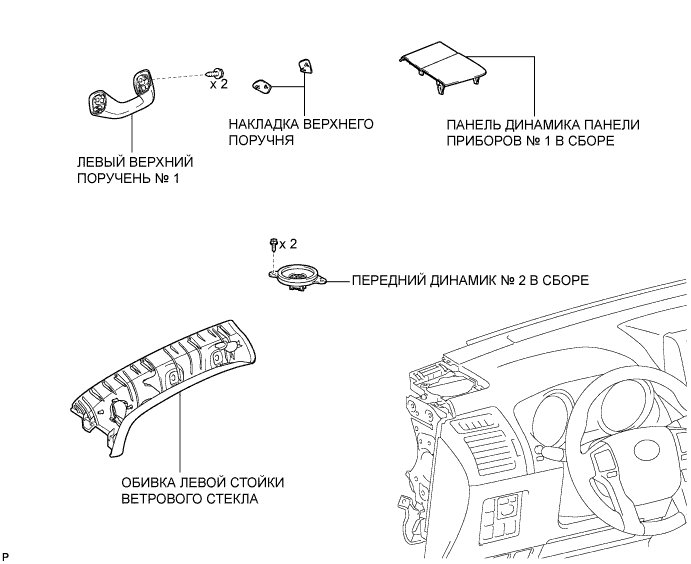 x 2
НАКЛАДКА ВЕРХНЕГО
ПОРУЧНЯ
ПАНЕЛЬ ДИНАМИКА ПАНЕЛИ
ПРИБОРОВ № 1 В СБОРЕ
ЛЕВЫЙ ВЕРХНИЙ
ПОРУЧЕНЬ № 1
x 2
ПЕРЕДНИЙ ДИНАМИК № 2 В СБОРЕ
ОБИВКА ЛЕВОЙ СТОЙКИ
ВЕТРОВОГО СТЕКЛА
P